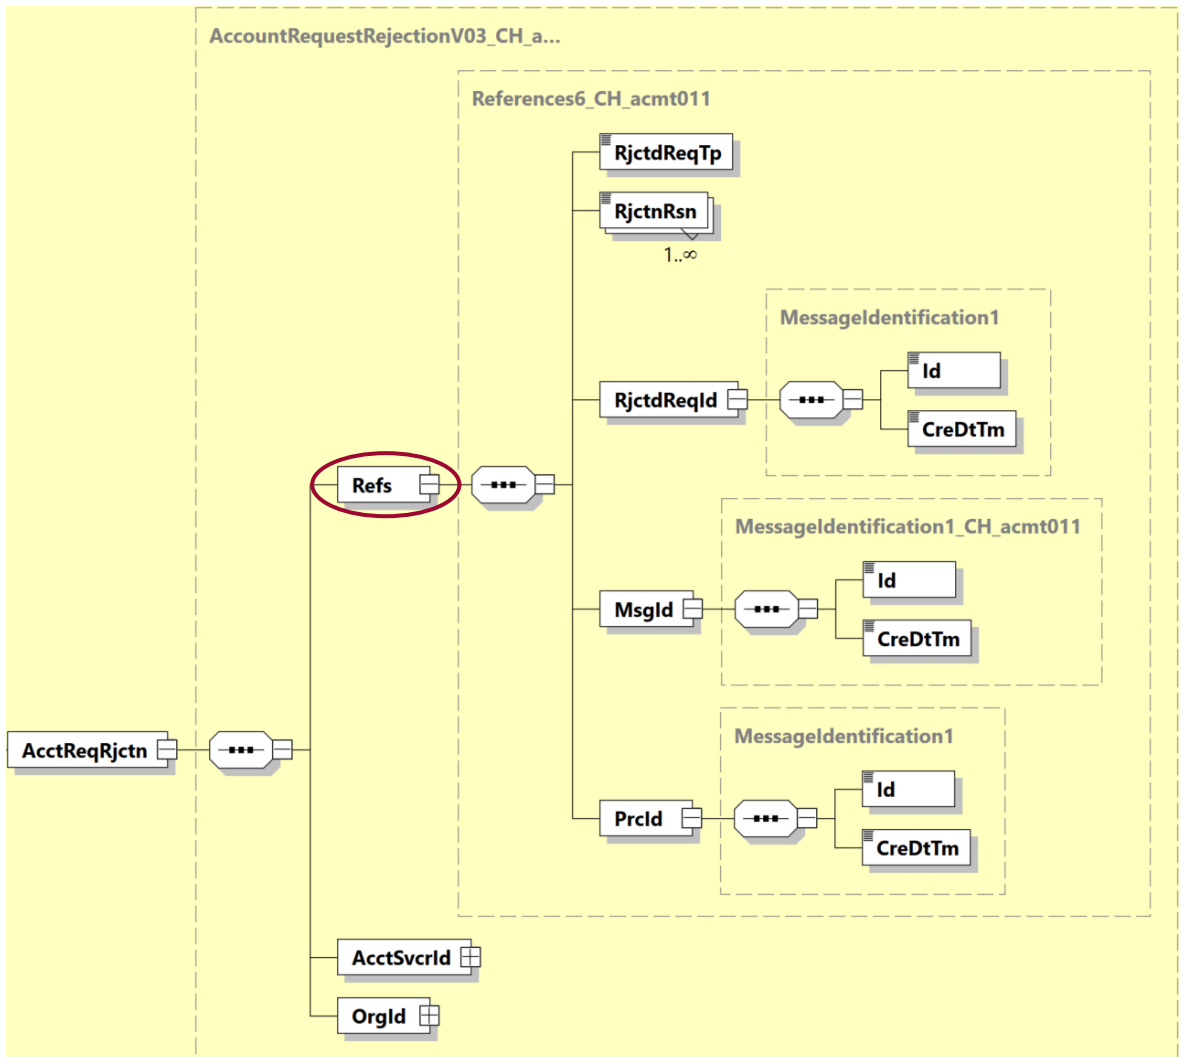 AccountRequestRejectionV03_CH_a...
References6_CH_acmt011
RjctdReqTp
RjctnRsn
1..∞
MessageIdentification1
Id
RjctdReqId
CreDtTm
Refs
MessageIdentification1_CH_acmt011
Id
MsgId
CreDtTm
MessageIdentification1
AcctReqRjctn
Id
PrcId
CreDtTm
AcctSvcrId
OrgId